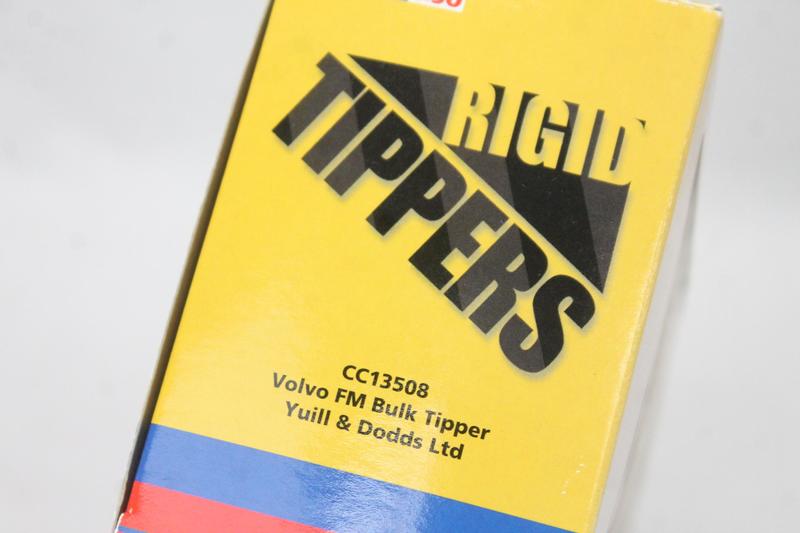 RIGID
TIPPERS
CC13508
Volvo FM Bulk Tipper
Yuill & Dodds Ltd